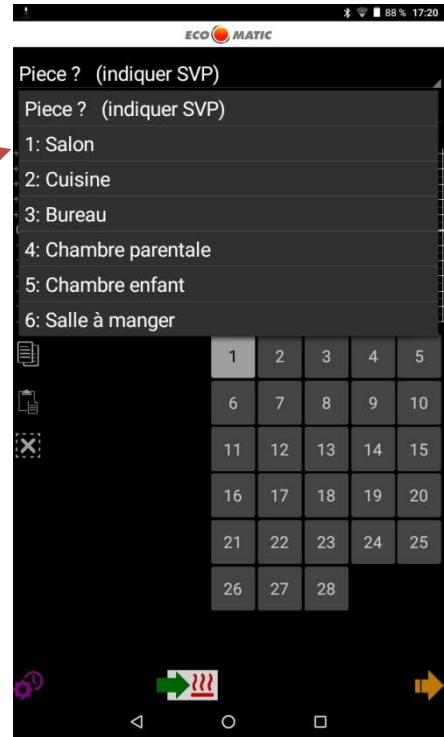 88 % 17:20
ECO MATIC
Piece ? (indiquer SVP)
Piece ? (indiquer SVP)
1: Salon
2: Cuisine
3: Bureau
4: Chambre parentale
5: Chambre enfant
6: Salle à manger
1 2 3 4 5
6 7 8 9 10
11 12 13 14 15
16 17 18 19 20
21 22 23 24 25
26 27 28